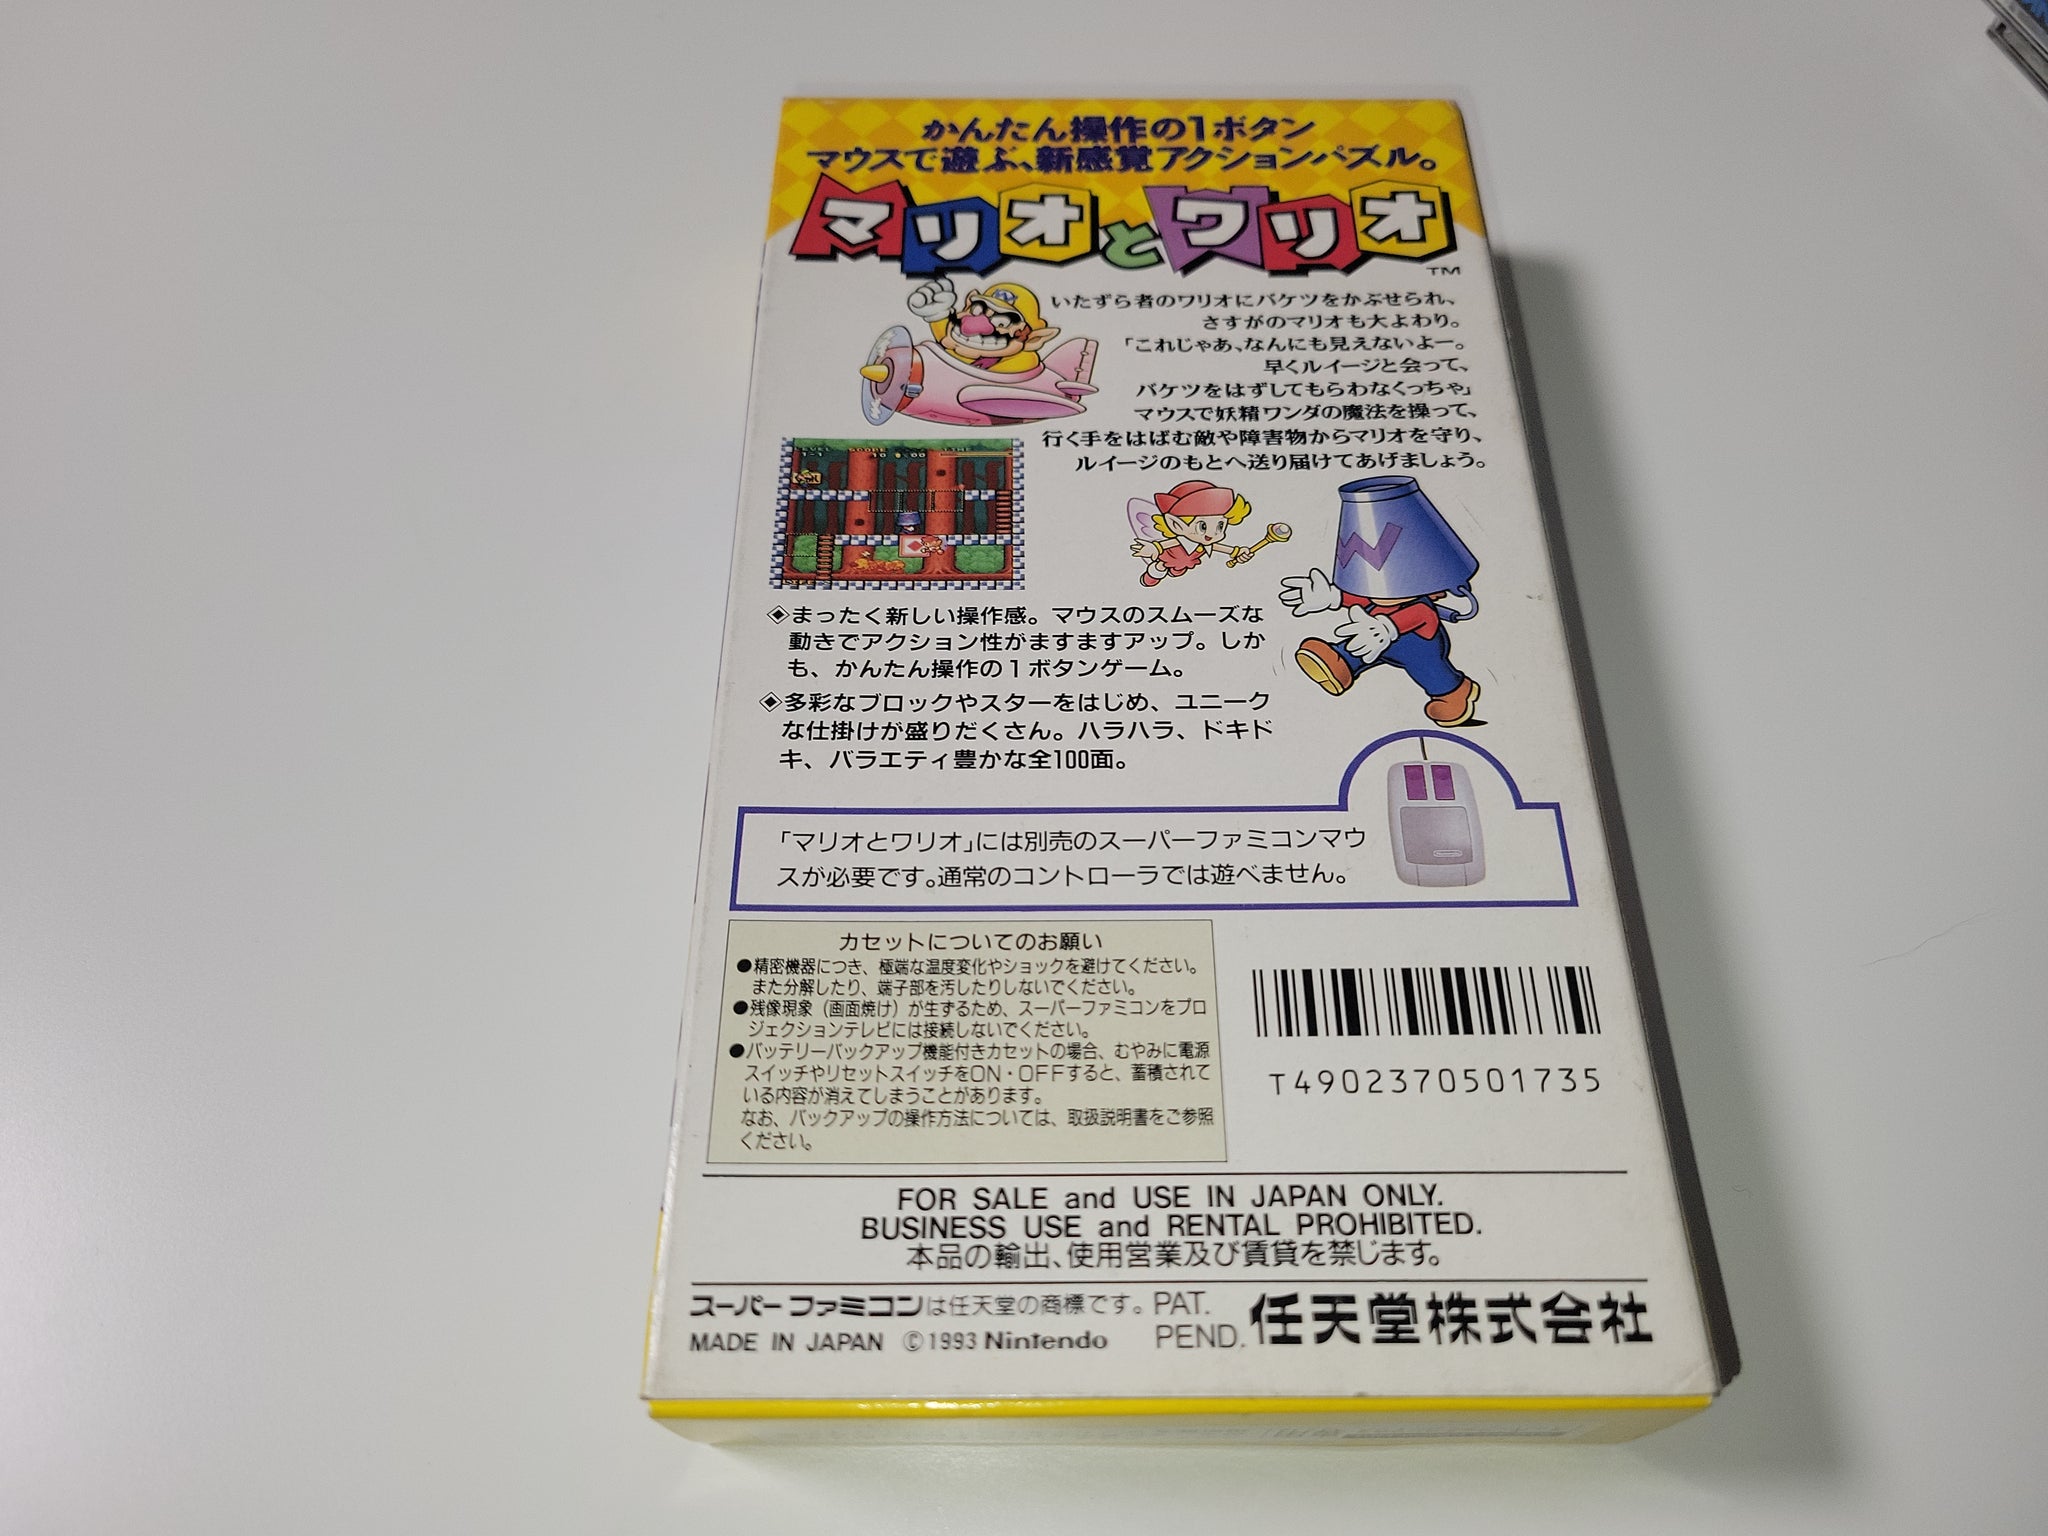 かんたん操作の1ボタン
マウスで遊ぶ、新感覚アクションパズル。
マリオとワリオ
TM
いたずら者のワリオにバケツをかぶせられ、
さすがのマリオも大よわり。
「これじゃあ、なんにも見えないよー。
早くルイージと会って、
バケツをはずしてもらわなくっちゃ」
マウスで妖精ワンダの魔法を操って、
行く手をはばむ敵や障害物からマリオを守り、
ルイージのもとへ送り届けてあげましょう。
W
◈まったく新しい操作感。マウスのスムーズな
動きでアクション性がますますアップ。しか
も、かんたん操作の1ボタンゲーム。
◈多彩なブロックやスターをはじめ、ユニーク
な仕掛けが盛りだくさん。ハラハラ、ドキド
キ、バラエティ豊かな全100面。
「マリオとワリオ」には別売のスーパーファミコンマウ
スが必要です。通常のコントローラでは遊べません。
カセットについてのお願い
●精密機器につき、極端な温度変化やショックを避けてください。
また分解したり、端子部を汚したりしないでください。
●残像現象（画面焼け）が生ずるため、スーパーファミコンをプロ
ジェクションテレビには接続しないでください。
●バッテリーバックアップ機能付きカセットの場合、むやみに電源
スイッチやリセットスイッチをON・OFFすると、蓄積されて
いる内容が消えてしまうことがあります。
なお、バックアップの操作方法については、取扱説明書をご参照
ください。
T4902370501735
FOR SALE and USE IN JAPAN ONLY.
BUSINESS USE and RENTAL PROHIBITED.
本品の輸出、使用営業及び賃貸を禁じます。
スーパーファミコンは任天堂の商標です。 PAT.
MADE IN JAPAN ©1993 Nintendo PEND.
任天堂株式会社